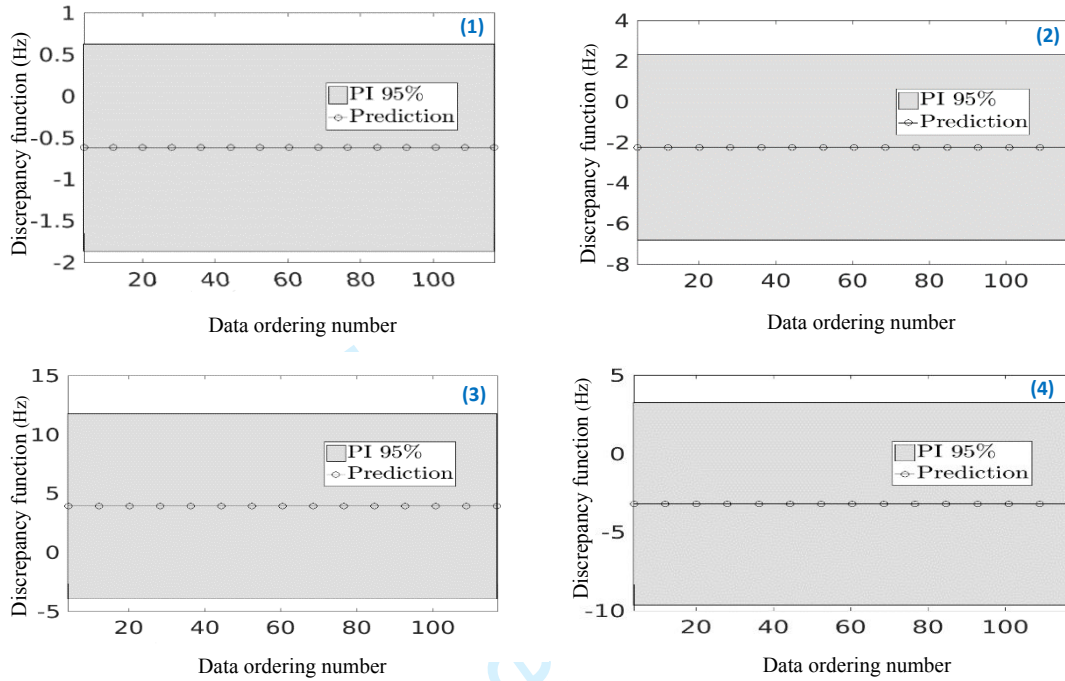 1
(1)
0.5
0
-0.5
-1
-1.5
-2
PI 95%
Prediction
20 40 60 80 100
Discrepancy function (Hz)
Data ordering number
4
(2)
2
0
-2
-4
-6
-8
PI 95%
Prediction
20 40 60 80 100
Discrepancy function (Hz)
Data ordering number
15
(3)
10
5
0
-5
PI 95%
Prediction
20 40 60 80 100
Discrepancy function (Hz)
Data ordering number
5
(4)
0
-5
-10
PI 95%
Prediction
20 40 60 80 100
Discrepancy function (Hz)
Data ordering number